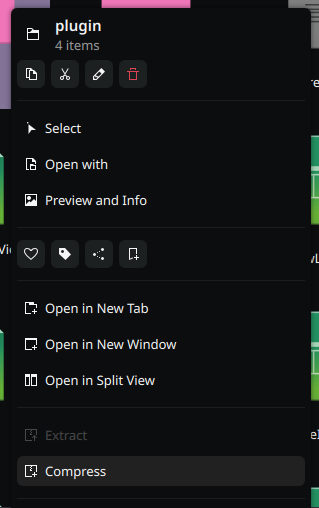 plugin
4 items
Select
Open with
Preview and Info
Open in New Tab
Open in New Window
Open in Split View
Extract
Compress